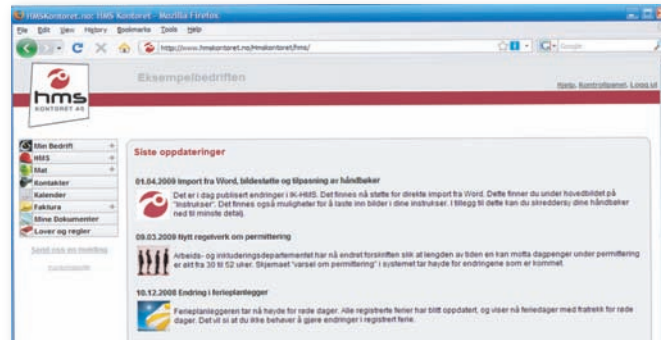 HMSKontoret.no: HMS Kontoret - Mozilla Firefox
File Edit View History Bookmarks Tools Help
http://www.hmskontoret.no/Hmskontoret/hms/
Google
Eksempelbedriften
hms
KONTORET AS
Hjelp, Kontrollpanel, Logg ut
Min Bedrift +
HMS +
Mat +
Kontakter
Kalender
Faktura +
Mine Dokumenter
Lover og regler
Send oss en melding
Siste oppdateringer
01.04.2009 Import fra Word, bildestøtte og tilpasning av håndbøker
Det er i dag publisert endringer i IK-HMS. Det finnes nå støtte for direkte import fra Word. Dette finner du under hovedbildet på
"Instrukser". Det finnes også muligheter for å laste inn bilder i dine instrukser. I tillegg til dette kan du skreddersy dine håndbøker
ned til minste detalj.
09.03.2009 Nytt regelverk om permittering
Arbeids- og inkluderingsdepartementet har nå endret forskriften slik at lengden av tiden en kan motta dagpenger under permittering
er økt fra 30 til 52 uker. Skjemaet "varsel om permittering" i systemet tar høyde for endringene som er kommet.
10.12.2008 Endring i ferieplanlegger
Ferieplanleggeren tar nå høyde for røde dager. Alle registrerte ferier har blitt oppdatert, og viser nå feriedager med fratrekk for røde
dager. Det vil si at du ikke behøver å gjøre endringer i registrert ferie.